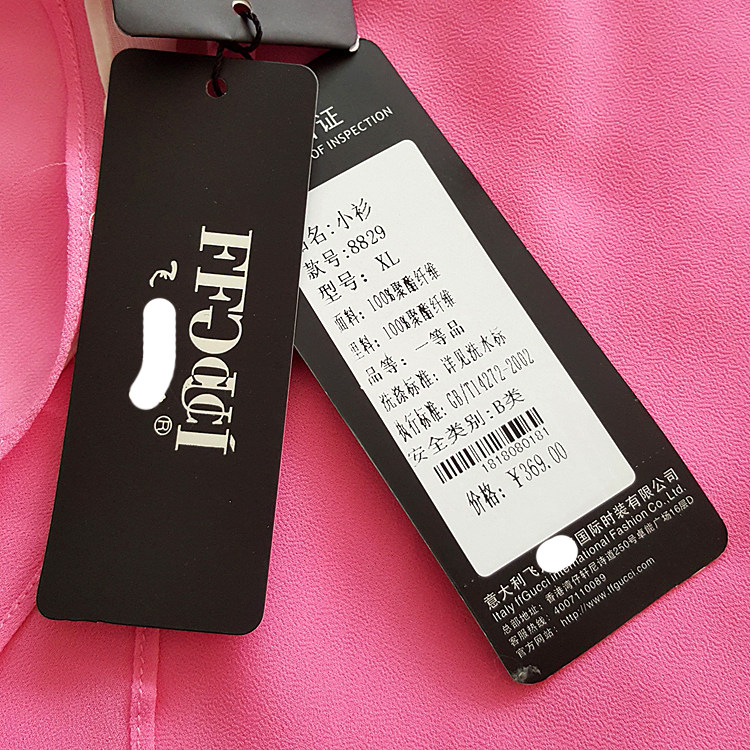 ®
证
OF INSPECTION
名:小衫
款号:8829
型号: XL
面料: 100%聚酯纤维
里料: 100%聚酯纤维
品等: 一等品
洗涤标准: 详见洗水标
执行标准: GB/T14272-2002
安全类别: B类
1818080181
价格: ¥369.00
意大利飞 国际时装有限公司
Italy ffGucci International Fashion Co.,Ltd.
总部地址: 香港湾仔轩尼诗道250号卓能广场16层D
客服热线: 4007110089
官方网站: http://www.ffgucci.com